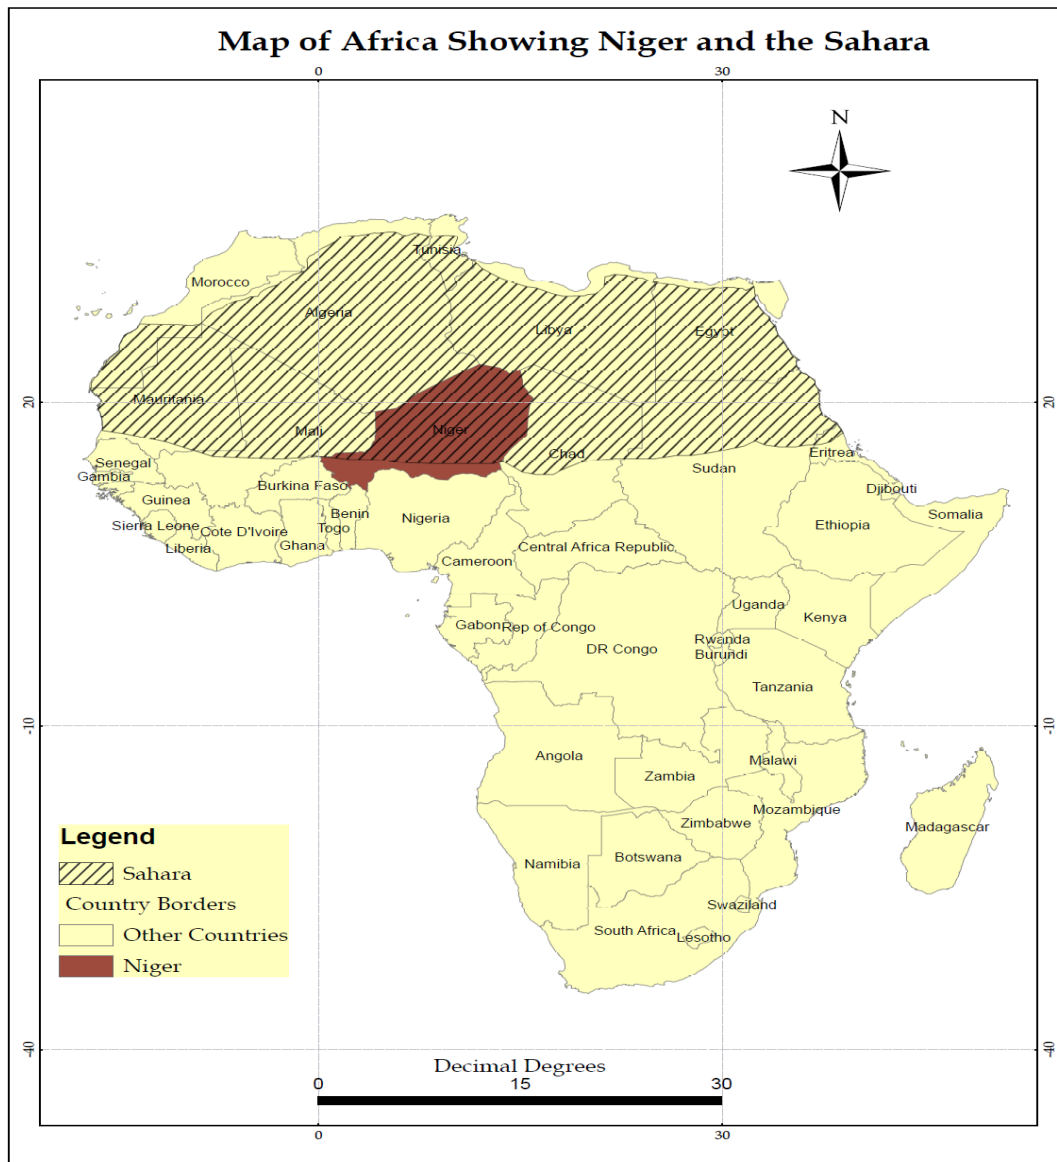 Map of Africa Showing Niger and the Sahara
0 30
N
Tunisia
Morocco
Algeria
Libya
Egypt
20 20
Mauritania
Mali
Niger
Chad
Eritrea
Senegal
Sudan
Gambia
Burkina Faso
Djibouti
Guinea
Benin
Somalia
Nigeria
Sierra Leone
Cote D'Ivoire
Togo
Ethiopia
Liberia
Ghana
Central Africa Republic
Cameroon
Uganda
Kenya
Gabon
Rep of Congo
Rwanda
DR Congo
Burundi
Tanzania
-10 -10
Angola
Malawi
Zambia
Mozambique
Zimbabwe
Madagascar
Legend
Namibia
Botswana
Sahara
Country Borders
Swaziland
South Africa
Lesotho
Other Countries
Niger
-40 -40
Decimal Degrees
0 15 30
0 30